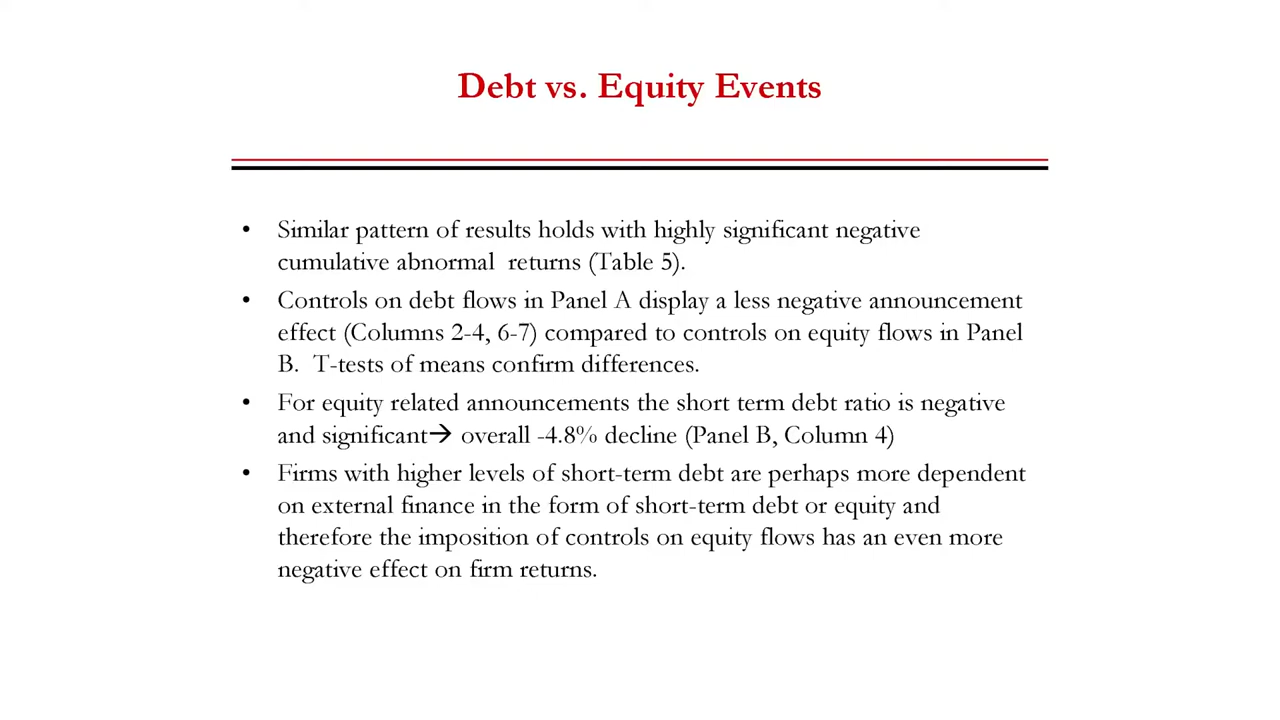 Debt vs. Equity Events
• Similar pattern of results holds with highly significant negative
cumulative abnormal returns (Table 5).
• Controls on debt flows in Panel A display a less negative announcement
effect (Columns 2-4, 6-7) compared to controls on equity flows in Panel
B. T-tests of means confirm differences.
• For equity related announcements the short term debt ratio is negative
and significant→ overall -4.8% decline (Panel B, Column 4)
• Firms with higher levels of short-term debt are perhaps more dependent
on external finance in the form of short-term debt or equity and
therefore the imposition of controls on equity flows has an even more
negative effect on firm returns.